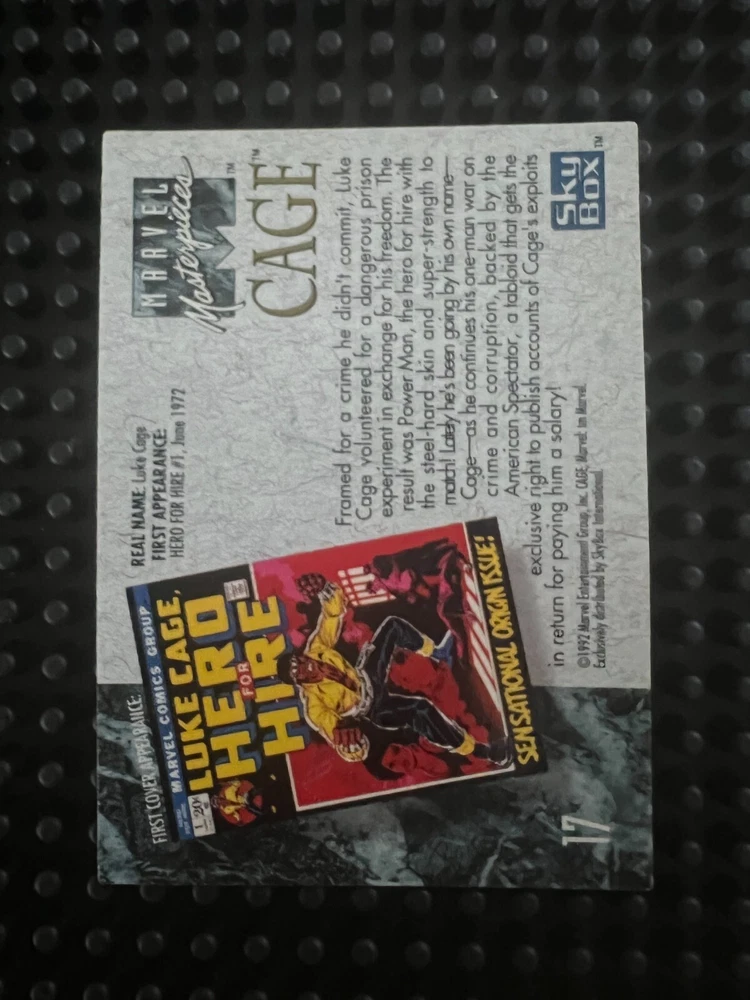 FIRST COVER APPEARANCE:
MARVEL COMICS GROUP
1
20¢
LUKE CAGE,
HERO
FOR
HIRE
SENSATIONAL ORIGIN ISSUE!
17
REAL NAME: Luke Cage
FIRST APPEARANCE:
HERO FOR HIRE #1, June 1972
MARVEL
Masterpieces™
CAGE™
Framed for a crime he didn't commit, Luke
Cage volunteered for a dangerous prison
experiment in exchange for his freedom. The
result was Power Man, the hero for hire with
the steel-hard skin and super-strength to
match! Lately he's been going by his own name—
Cage—as he continues his one-man war on
crime and corruption, backed by the
American Spectator, a tabloid that gets the
exclusive right to publish accounts of Cage's exploits
in return for paying him a salary!
©1992 Marvel Entertainment Group, Inc. CAGE, Marvel: tm Marvel.
Exclusively distributed by SkyBox International.
Sky
Box™